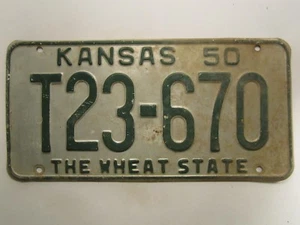 KANSAS 50
T23-670
THE WHEAT STATE